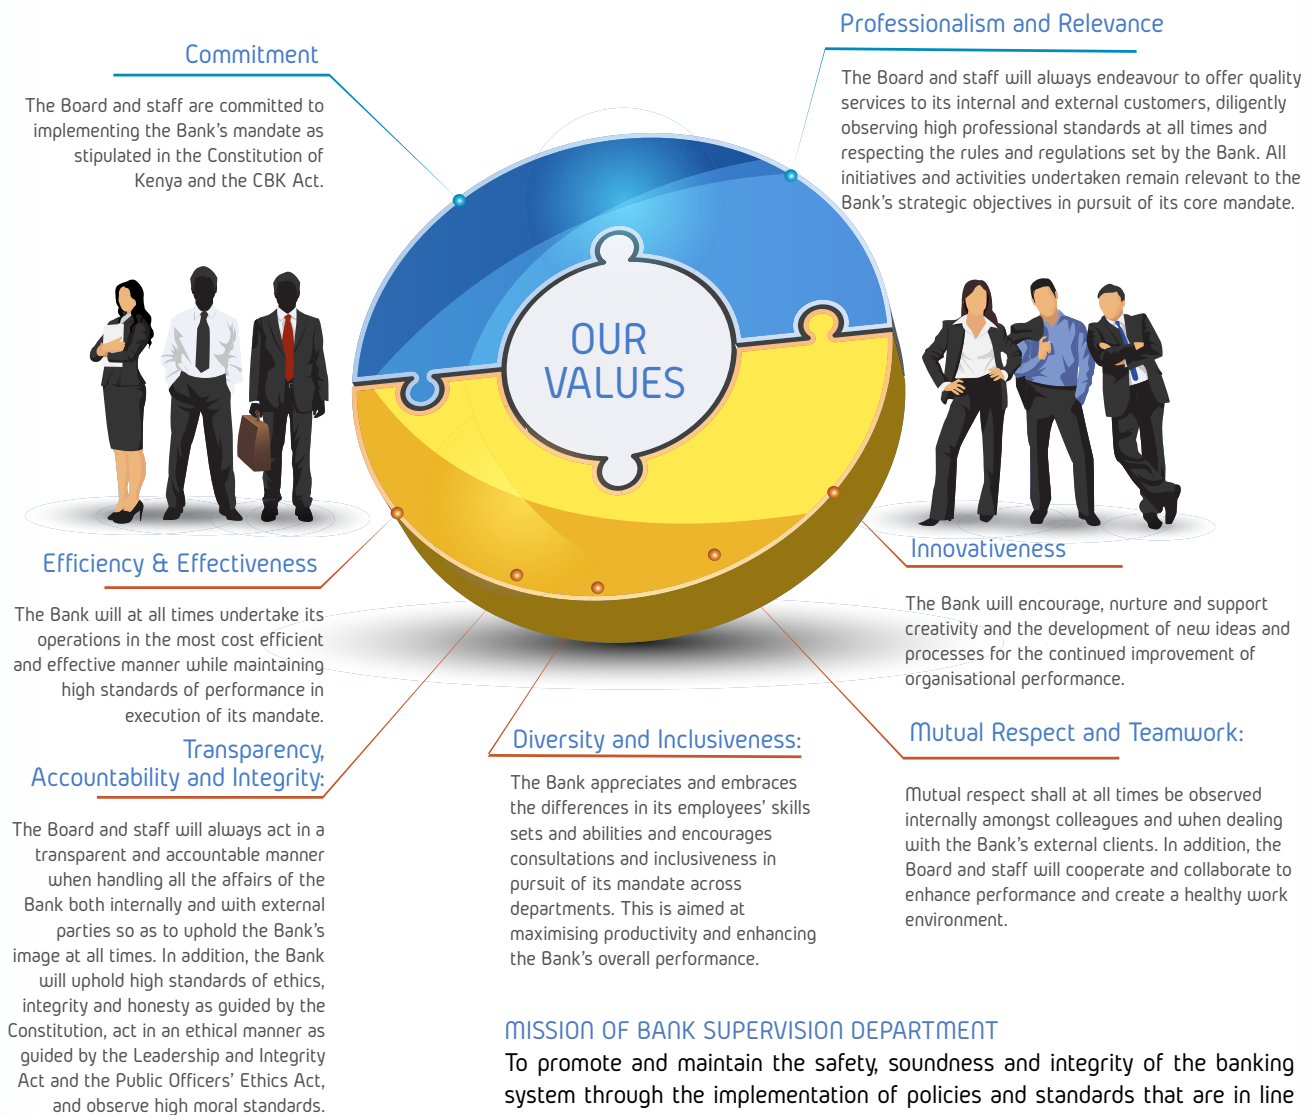 Commitment
The Board and staff are committed to
implementing the Bank's mandate as
stipulated in the Constitution of
Kenya and the CBK Act.
Professionalism and Relevance
The Board and staff will always endeavour to offer quality
services to its internal and external customers, diligently
observing high professional standards at all times and
respecting the rules and regulations set by the Bank. All
initiatives and activities undertaken remain relevant to the
Bank's strategic objectives in pursuit of its core mandate.
OUR
VALUES
Efficiency & Effectiveness
The Bank will at all times undertake its
operations in the most cost efficient
and effective manner while maintaining
high standards of performance in
execution of its mandate.
Innovativeness
The Bank will encourage, nurture and support
creativity and the development of new ideas and
processes for the continued improvement of
organisational performance.
Transparency,
Accountability and Integrity:
The Board and staff will always act in a
transparent and accountable manner
when handling all the affairs of the
Bank both internally and with external
parties so as to uphold the Bank's
image at all times. In addition, the Bank
will uphold high standards of ethics,
integrity and honesty as guided by the
Constitution, act in an ethical manner as
guided by the Leadership and Integrity
Act and the Public Officers' Ethics Act,
and observe high moral standards.
Diversity and Inclusiveness:
The Bank appreciates and embraces
the differences in its employees' skills
sets and abilities and encourages
consultations and inclusiveness in
pursuit of its mandate across
departments. This is aimed at
maximising productivity and enhancing
the Bank's overall performance.
Mutual Respect and Teamwork:
Mutual respect shall at all times be observed
internally amongst colleagues and when dealing
with the Bank's external clients. In addition, the
Board and staff will cooperate and collaborate to
enhance performance and create a healthy work
environment.
MISSION OF BANK SUPERVISION DEPARTMENT
To promote and maintain the safety, soundness and integrity of the banking
system through the implementation of policies and standards that are in line